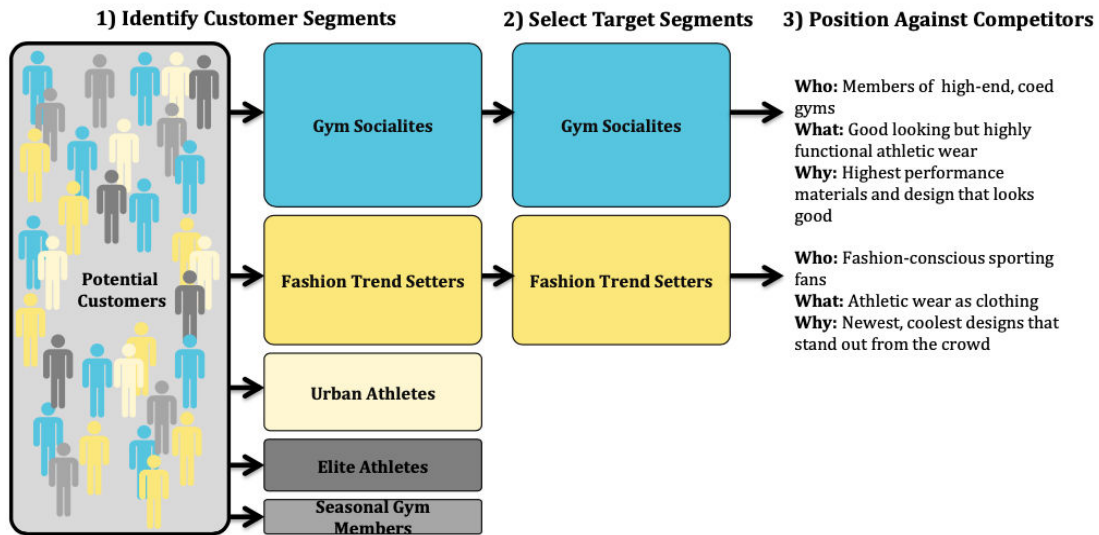 1) Identify Customer Segments
2) Select Target Segments
3) Position Against Competitors
Potential
Customers
Gym Socialites
Fashion Trend Setters
Urban Athletes
Elite Athletes
Seasonal Gym
Members
Gym Socialites
Fashion Trend Setters
Who: Members of high-end, coed
gyms
What: Good looking but highly
functional athletic wear
Why: Highest performance
materials and design that looks
good
Who: Fashion-conscious sporting
fans
What: Athletic wear as clothing
Why: Newest, coolest designs that
stand out from the crowd